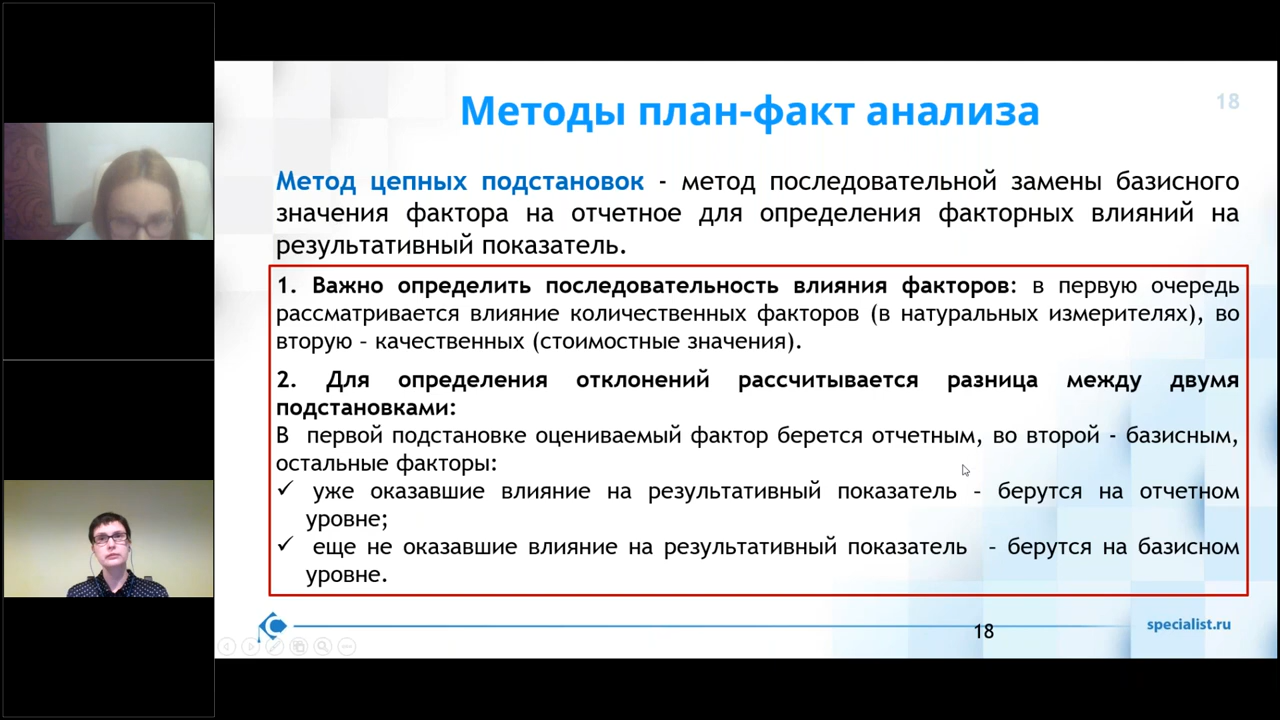 Методы план-факт анализа
18
Метод цепных подстановок - метод последовательной замены базисного
значения фактора на отчетное для определения факторных влияний на
результативный показатель.
1. Важно определить последовательность влияния факторов: в первую очередь
рассматривается влияние количественных факторов (в натуральных измерителях), во
вторую – качественных (стоимостные значения).
2. Для определения отклонений рассчитывается разница между двумя
подстановками:
В первой подстановке оцениваемый фактор берется отчетным, во второй - базисным,
остальные факторы:
✓ уже оказавшие влияние на результативный показатель – берутся на отчетном
уровне;
✓ еще не оказавшие влияние на результативный показатель – берутся на базисном
уровне.
18
specialist.ru